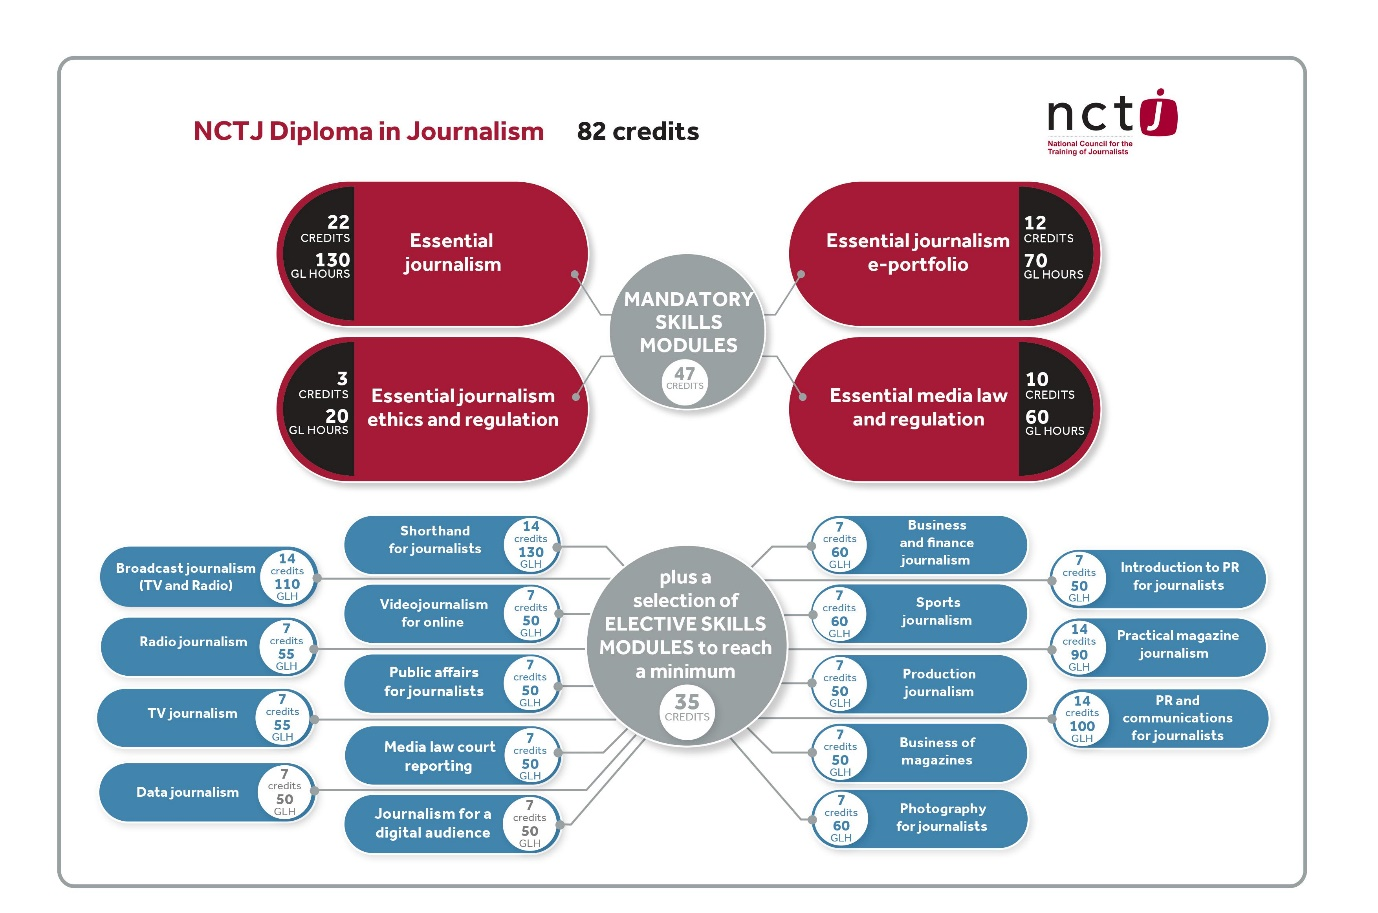 NCTJ Diploma in Journalism 82 credits
nctj
National Council for the
Training of Journalists
22
CREDITS
130
GL HOURS
Essential
journalism
Essential journalism
e-portfolio
12
CREDITS
70
GL HOURS
MANDATORY
SKILLS
MODULES
47
CREDITS
3
CREDITS
20
GL HOURS
Essential journalism
ethics and regulation
Essential media law
and regulation
10
CREDITS
60
GL HOURS
plus a
selection of
ELECTIVE SKILLS
MODULES to reach
a minimum
35
CREDITS
Broadcast journalism
(TV and Radio)
14
credits
110
GLH
Radio journalism
7
credits
55
GLH
TV journalism
7
credits
55
GLH
Data journalism
7
credits
50
GLH
Shorthand
for journalists
14
credits
130
GLH
Videojournalism
for online
7
credits
50
GLH
Public affairs
for journalists
7
credits
50
GLH
Media law court
reporting
7
credits
50
GLH
Journalism for a
digital audience
7
credits
50
GLH
7
credits
60
GLH
Business
and finance
journalism
7
credits
60
GLH
Sports
journalism
7
credits
50
GLH
Production
journalism
7
credits
50
GLH
Business of
magazines
7
credits
60
GLH
Photography
for journalists
7
credits
50
GLH
Introduction to PR
for journalists
14
credits
90
GLH
Practical magazine
journalism
14
credits
100
GLH
PR and
communications
for journalists